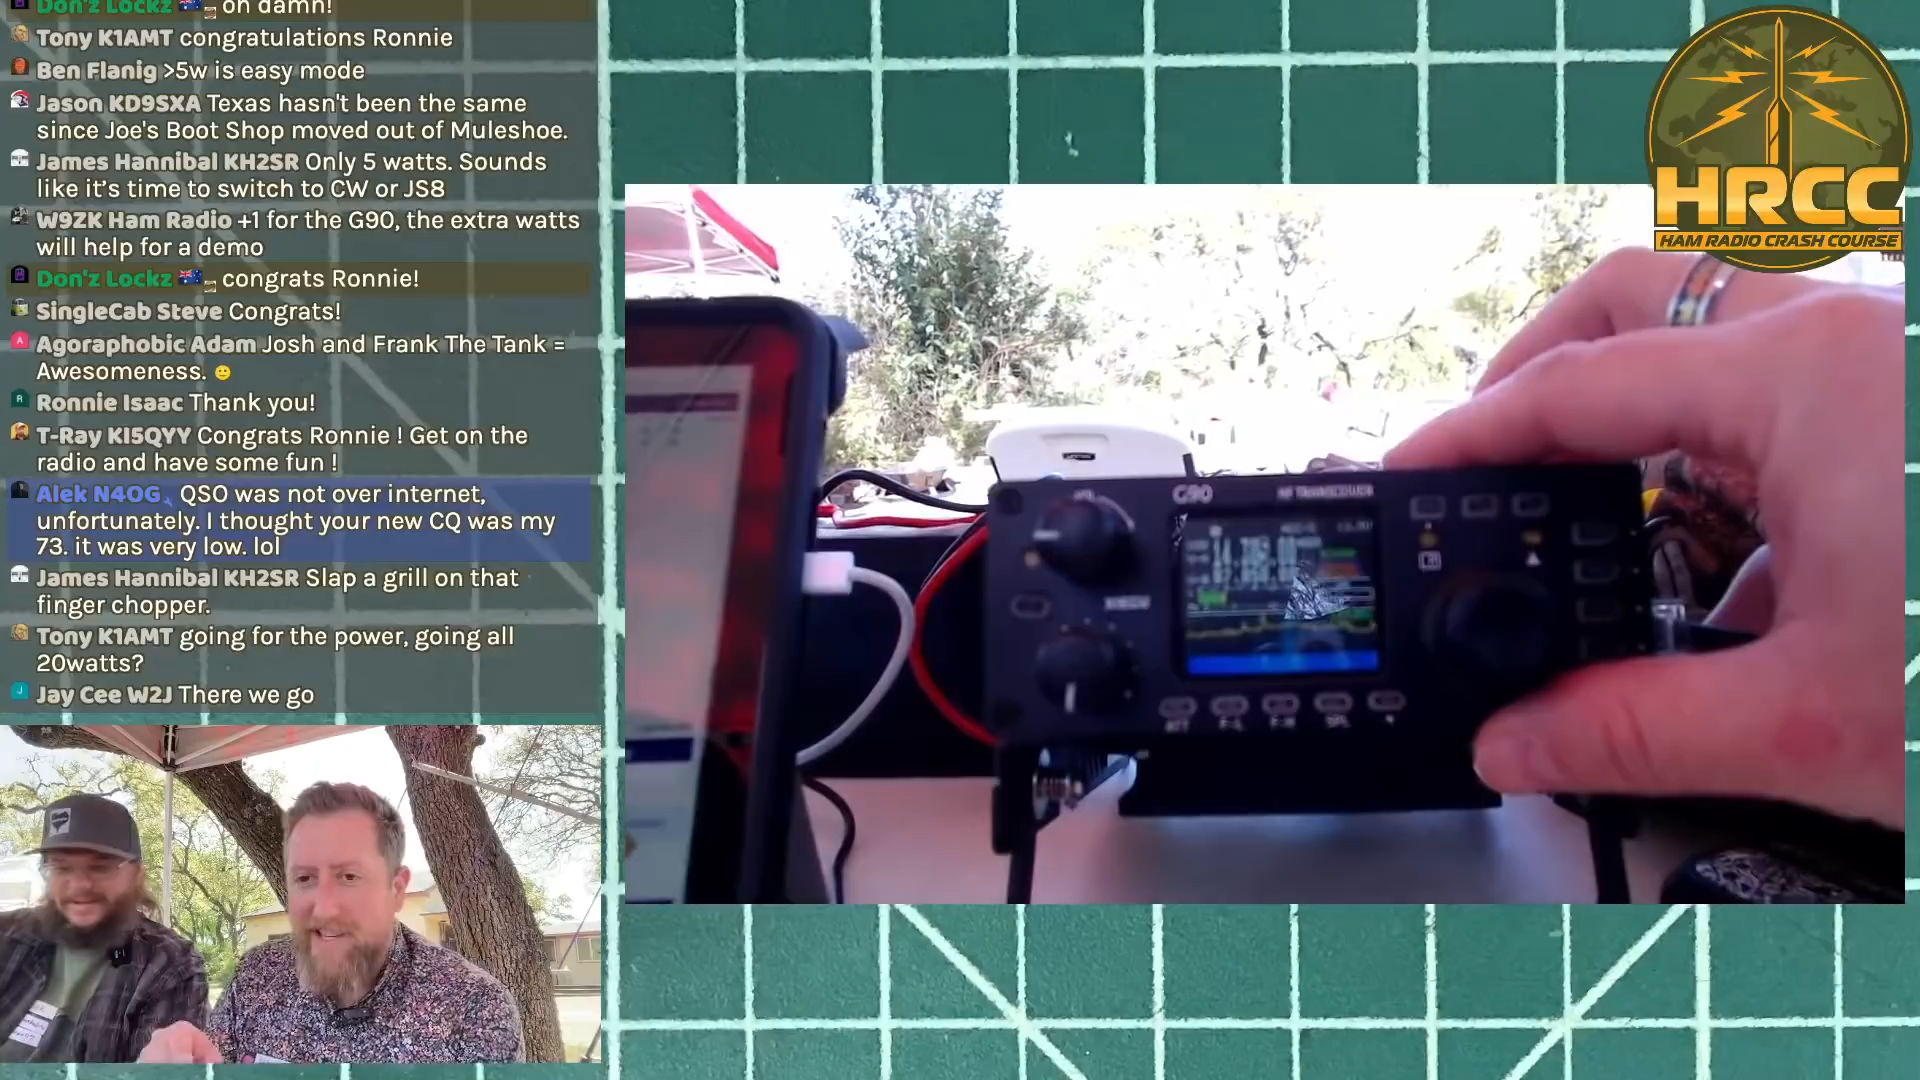 Don'z Lockz oh damn!
Tony K1AMT congratulations Ronnie
Ben Flanig >5w is easy mode
Jason KD9SXA Texas hasn't been the same
since Joe's Boot Shop moved out of Muleshoe.
James Hannibal KH2SR Only 5 watts. Sounds
like it's time to switch to CW or JS8
W9ZK Ham Radio +1 for the G90, the extra watts
will help for a demo
Don'z Lockz congrats Ronnie!
SingleCab Steve Congrats!
Agoraphobic Adam Josh and Frank The Tank =
Awesomeness.
Ronnie Isaac Thank you!
T-Ray KI5QYY Congrats Ronnie ! Get on the
radio and have some fun !
Alek N4OG QSO was not over internet,
unfortunately. I thought your new CQ was my
73. it was very low. lol
James Hannibal KH2SR Slap a grill on that
finger chopper.
Tony K1AMT going for the power, going all
20watts?
Jay Cee W2J There we go
HRCC
HAM RADIO CRASH COURSE
G90 HF TRANSCEIVER